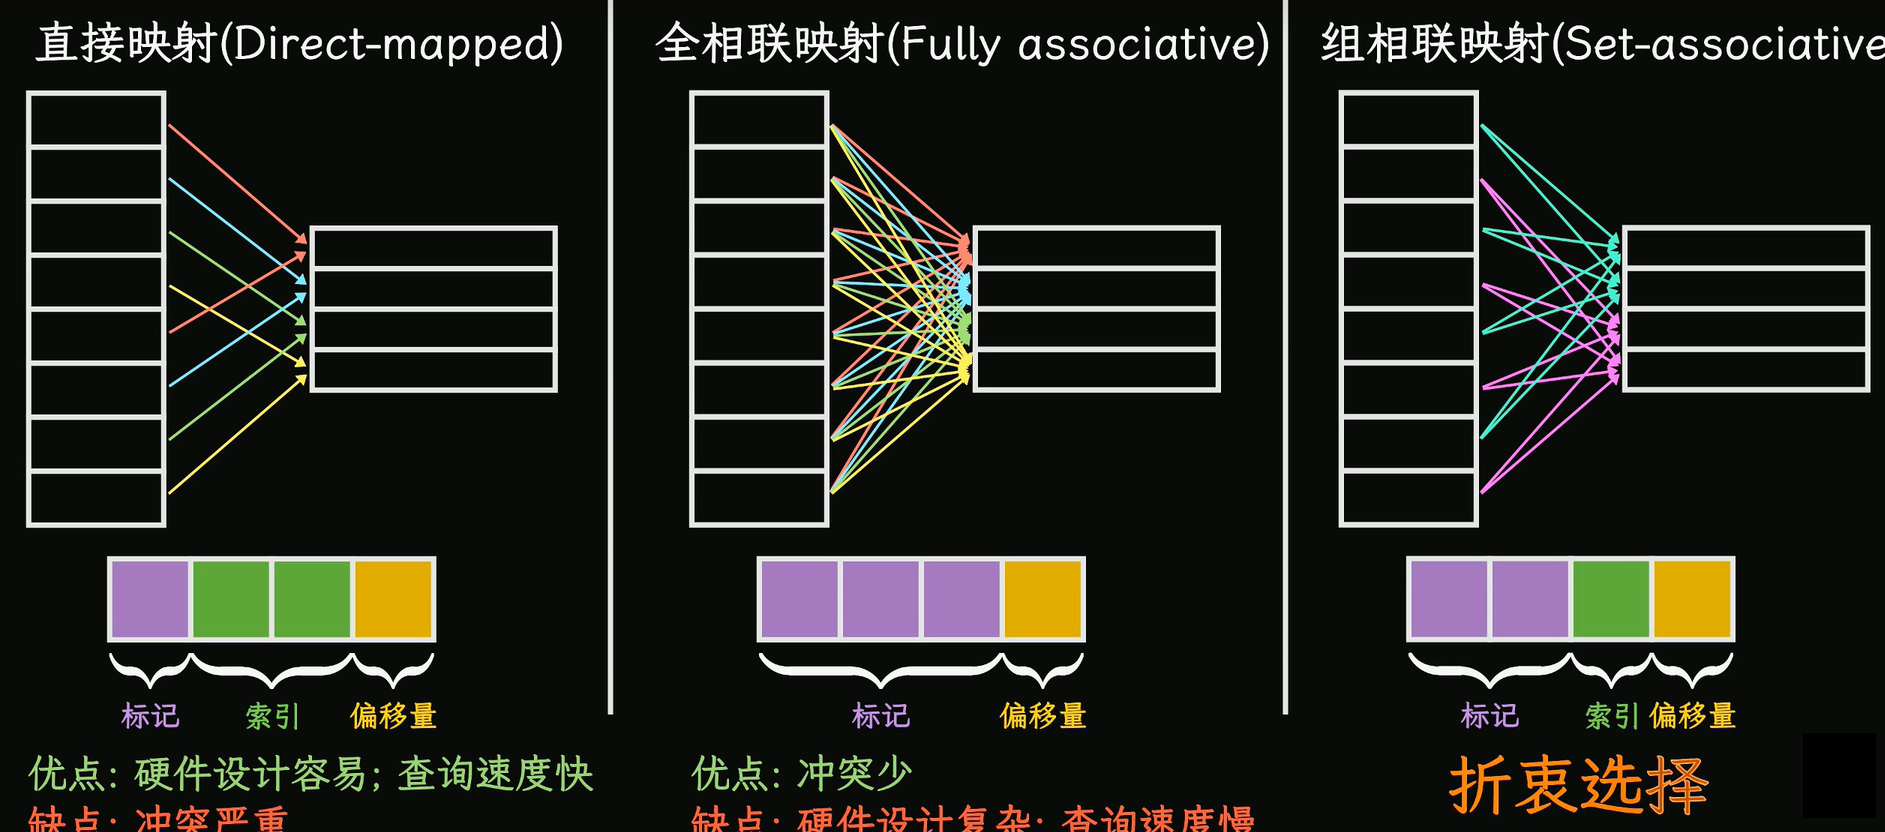 直接映射(Direct-mapped)
标记 索引 偏移量
优点: 硬件设计容易; 查询速度快
缺点: 冲突严重
全相联映射(Fully associative)
标记 偏移量
优点: 冲突少
缺点: 硬件设计复杂; 查询速度慢
组相联映射(Set-associative
标记 索引 偏移量
折衷选择